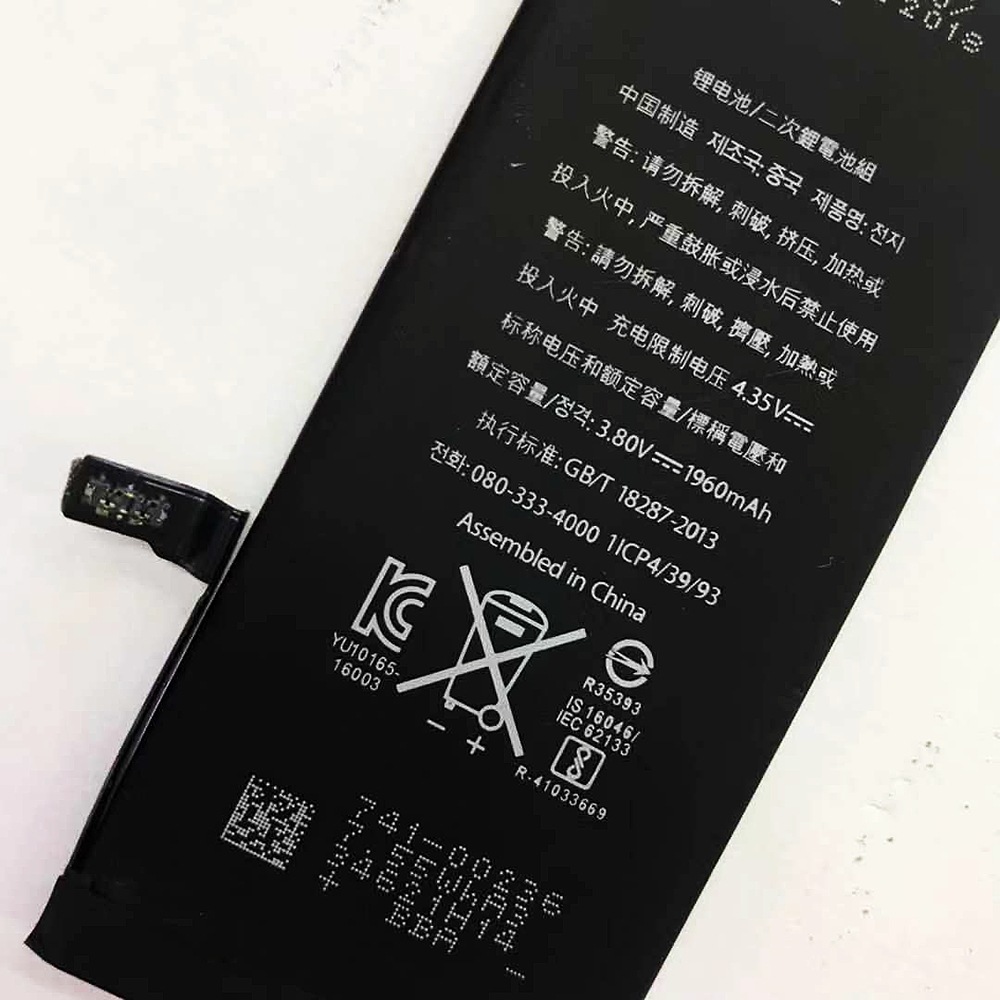 2018
锂电池/二次鋰電池組
中国制造 제조국: 중국 제품명: 전지
警告: 请勿拆解, 刺破, 挤压, 加热或
投入火中, 严重鼓胀或浸水后禁止使用
警告: 請勿拆解, 刺破, 擠壓, 加熱或
投入火中 充电限制电压 4.35V⎓
标称电压和额定容量/標稱電壓和
額定容量/정격: 3.80V⎓1960mAh
执行标准: GB/T 18287-2013
전화: 080-333-4000 1ICP4/39/93
Assembled in China
YU10165-
16003
R35393
IS 16046/
IEC 62133
R-41033669
- +
741-00236
+
BBA